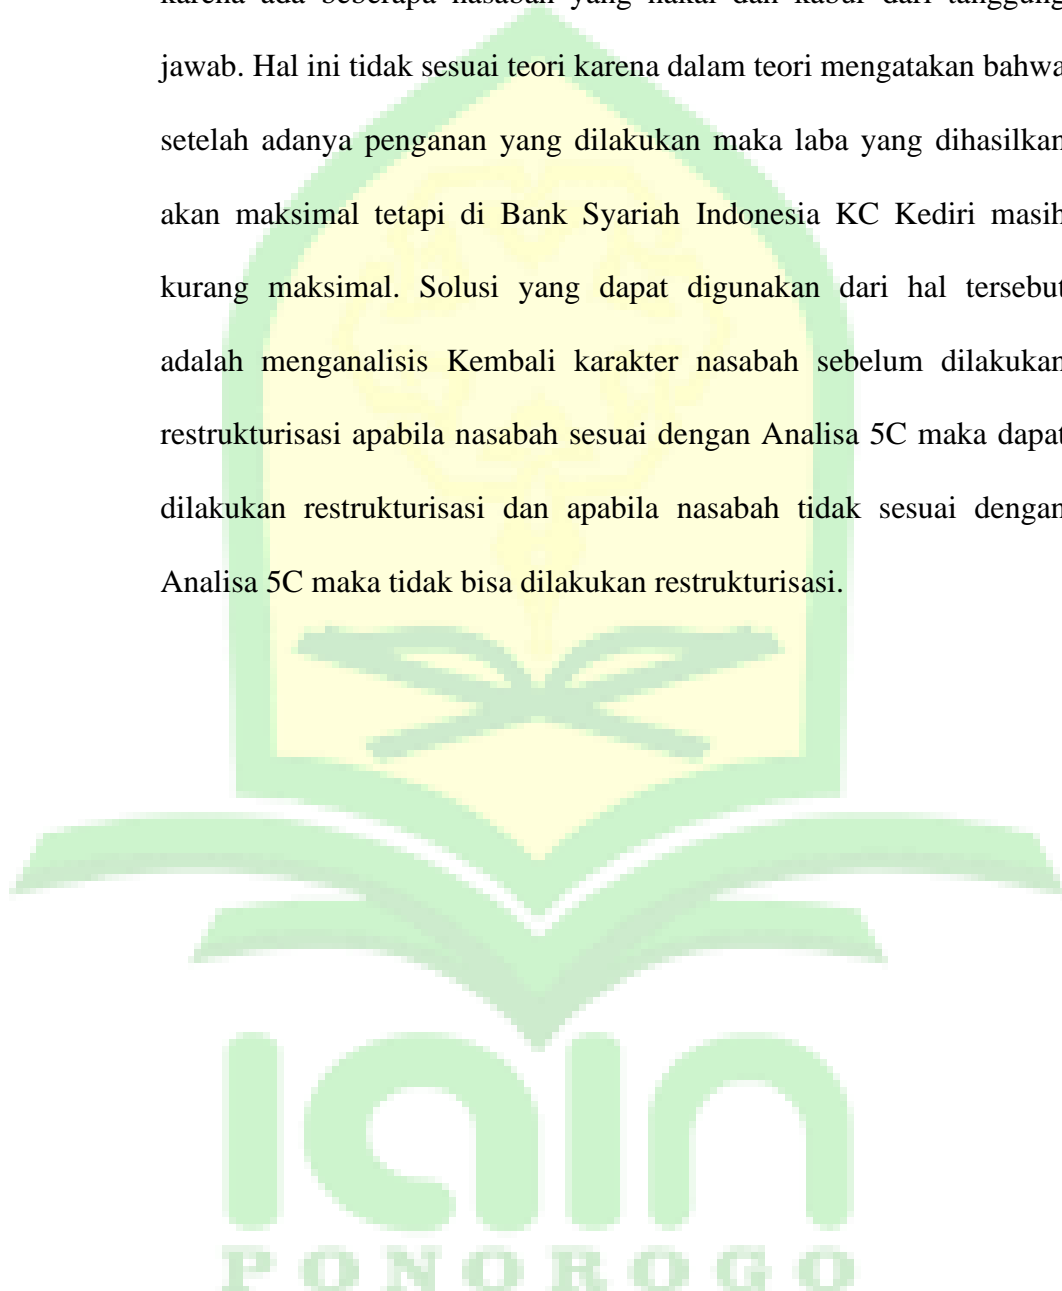 karena ada beberapa nasabah yang nakal dan kabur dari tanggung
jawab. Hal ini tidak sesuai teori karena dalam teori mengatakan bahwa
setelah adanya penganan yang dilakukan maka laba yang dihasilkan
akan maksimal tetapi di Bank Syariah Indonesia KC Kediri masih
kurang maksimal. Solusi yang dapat digunakan dari hal tersebut
adalah menganalisis Kembali karakter nasabah sebelum dilakukan
restrukturisasi apabila nasabah sesuai dengan Analisa 5C maka dapat
dilakukan restrukturisasi dan apabila nasabah tidak sesuai dengan
Analisa 5C maka tidak bisa dilakukan restrukturisasi.
iain
PONOROGO